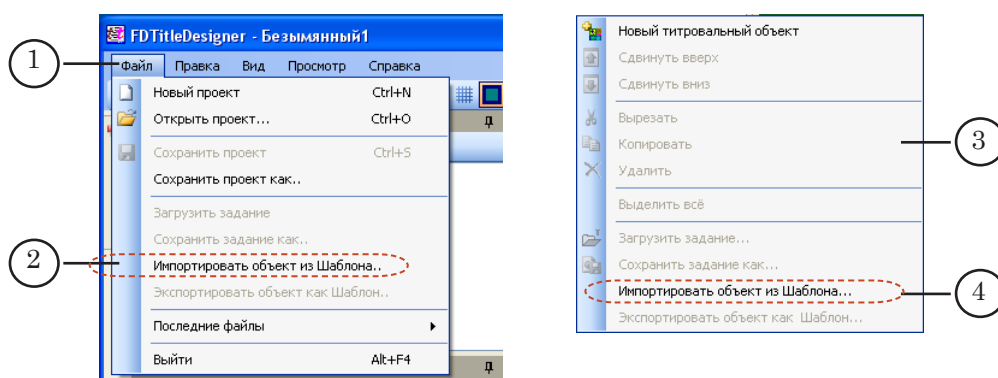 FDTitleDesigner - Безымянный1
1
Файл Правка Вид Просмотр Справка
Новый проект Ctrl+N
Открыть проект... Ctrl+O
Сохранить проект Ctrl+S
Сохранить проект как..
Загрузить задание
Сохранить задание как..
2
Импортировать объект из Шаблона..
Экспортировать объект как Шаблон..
Последние файлы
Выйти Alt+F4
Новый титровальный объект
Сдвинуть вверх
Сдвинуть вниз
Вырезать
Копировать
3
Удалить
Выделить всё
Загрузить задание...
Сохранить задание как...
Импортировать объект из Шаблона...
4
Экспортировать объект как Шаблон...